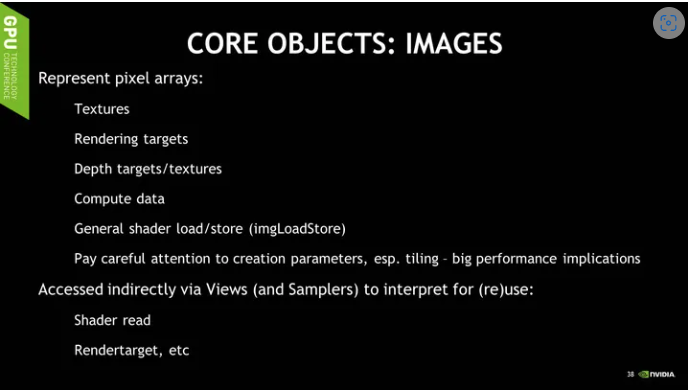 GPU TECHNOLOGY CONFERENCE
CORE OBJECTS: IMAGES
Represent pixel arrays:
Textures
Rendering targets
Depth targets/textures
Compute data
General shader load/store (imgLoadStore)
Pay careful attention to creation parameters, esp. tiling – big performance implications
Accessed indirectly via Views (and Samplers) to interpret for (re)use:
Shader read
Rendertarget, etc
38 NVIDIA.